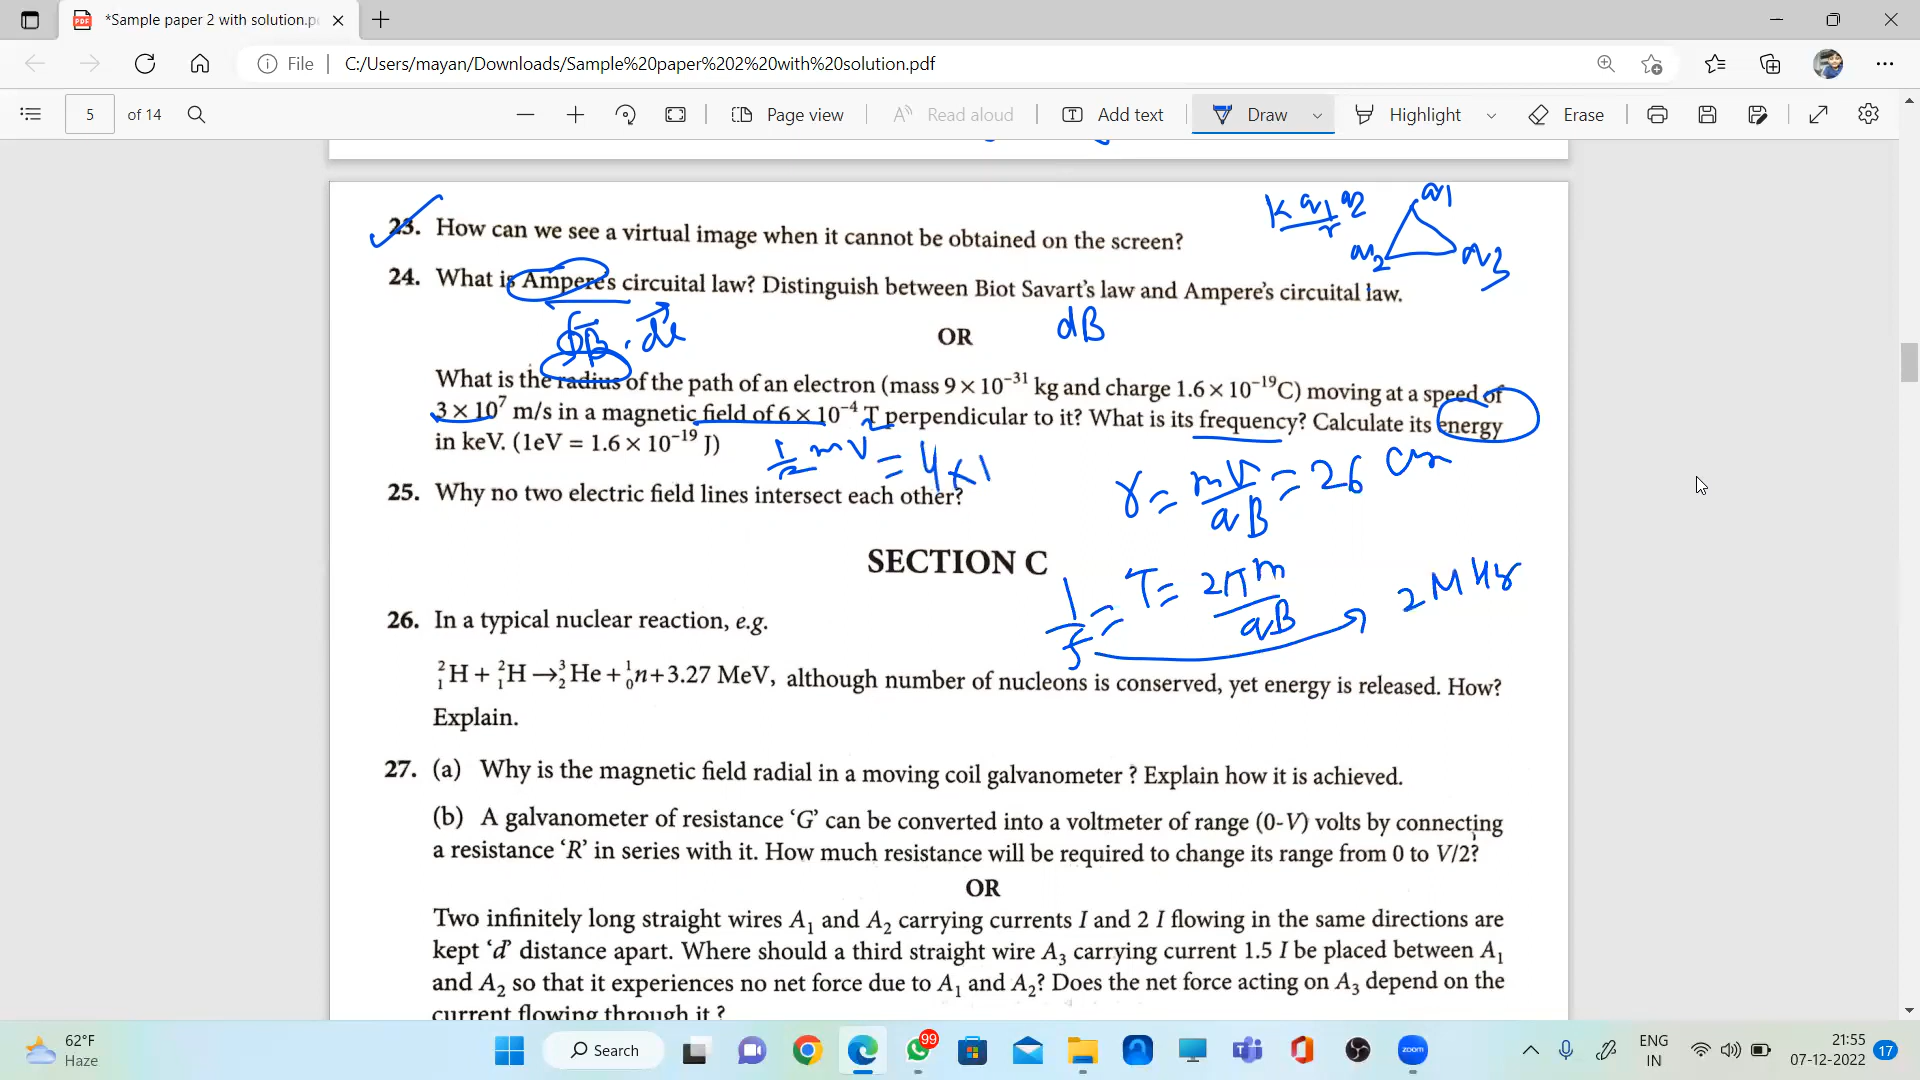 *Sample paper 2 with solution.p
File
C:/Users/mayan/Downloads/Sample%20paper%202%20with%20solution.pdf
5 of 14
Page view
Read aloud
Add text
Draw
Highlight
Erase
23. How can we see a virtual image when it cannot be obtained on the screen?
24. What is Ampere's circuital law? Distinguish between Biot Savart's law and Ampere's circuital law.
dB
OR
What is the radius of the path of an electron (mass 9 × 10⁻³¹ kg and charge 1.6 × 10⁻¹⁹C) moving at a speed of
3 × 10⁷ m/s in a magnetic field of 6 × 10⁻⁴ T perpendicular to it? What is its frequency? Calculate its energy
in keV. (1eV = 1.6 × 10⁻¹⁹ J)
1/2 mv² = 4 × 1
r = mV/qB = 26 cm
25. Why no two electric field lines intersect each other?
SECTION C
1/f = T = 2πm/qB
2 MHz
26. In a typical nuclear reaction, e.g.
²₁H + ²₁H → ³₂He + ¹₀n + 3.27 MeV, although number of nucleons is conserved, yet energy is released. How?
Explain.
27. (a) Why is the magnetic field radial in a moving coil galvanometer ? Explain how it is achieved.
(b) A galvanometer of resistance ‘G’ can be converted into a voltmeter of range (0-V) volts by connecting
a resistance ‘R’ in series with it. How much resistance will be required to change its range from 0 to V/2?
OR
Two infinitely long straight wires A₁ and A₂ carrying currents I and 2 I flowing in the same directions are
kept ‘d’ distance apart. Where should a third straight wire A₃ carrying current 1.5 I be placed between A₁
and A₂ so that it experiences no net force due to A₁ and A₂? Does the net force acting on A₃ depend on the
current flowing through it ?
62°F
Haze
Search
99
zoom
ENG
IN
21:55
07-12-2022
17